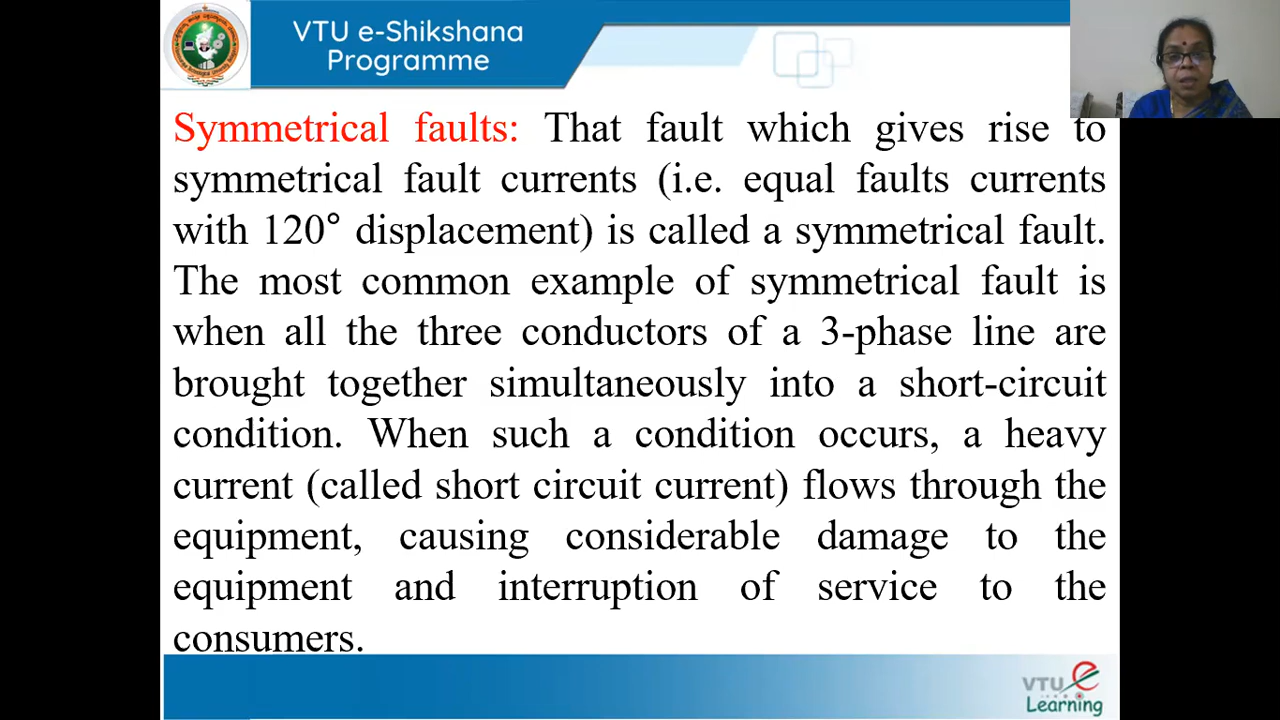 VTU e-Shikshana
Programme
Symmetrical faults: That fault which gives rise to
symmetrical fault currents (i.e. equal faults currents
with 120° displacement) is called a symmetrical fault.
The most common example of symmetrical fault is
when all the three conductors of a 3-phase line are
brought together simultaneously into a short-circuit
condition. When such a condition occurs, a heavy
current (called short circuit current) flows through the
equipment, causing considerable damage to the
equipment and interruption of service to the
consumers.
VTU e
Learning